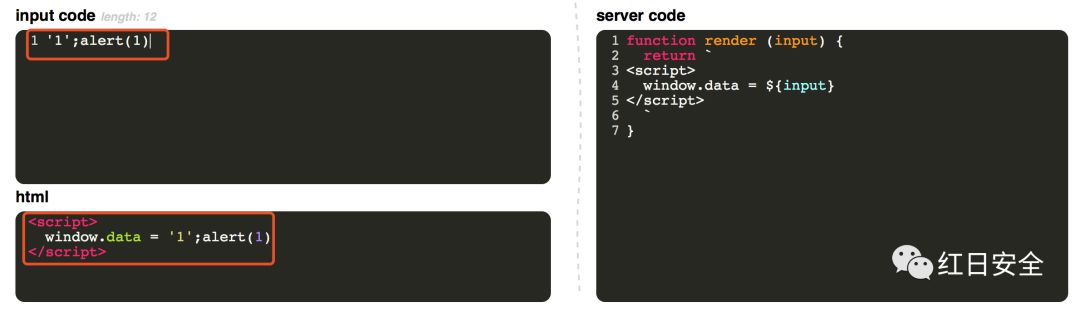 input code length: 12
1 '1';alert(1)
html
<script>
window.data = '1';alert(1)
</script>
server code
1 function render (input) {
2 return `
3 <script>
4 window.data = ${input}
5 </script>
6 `
7 }
红日安全